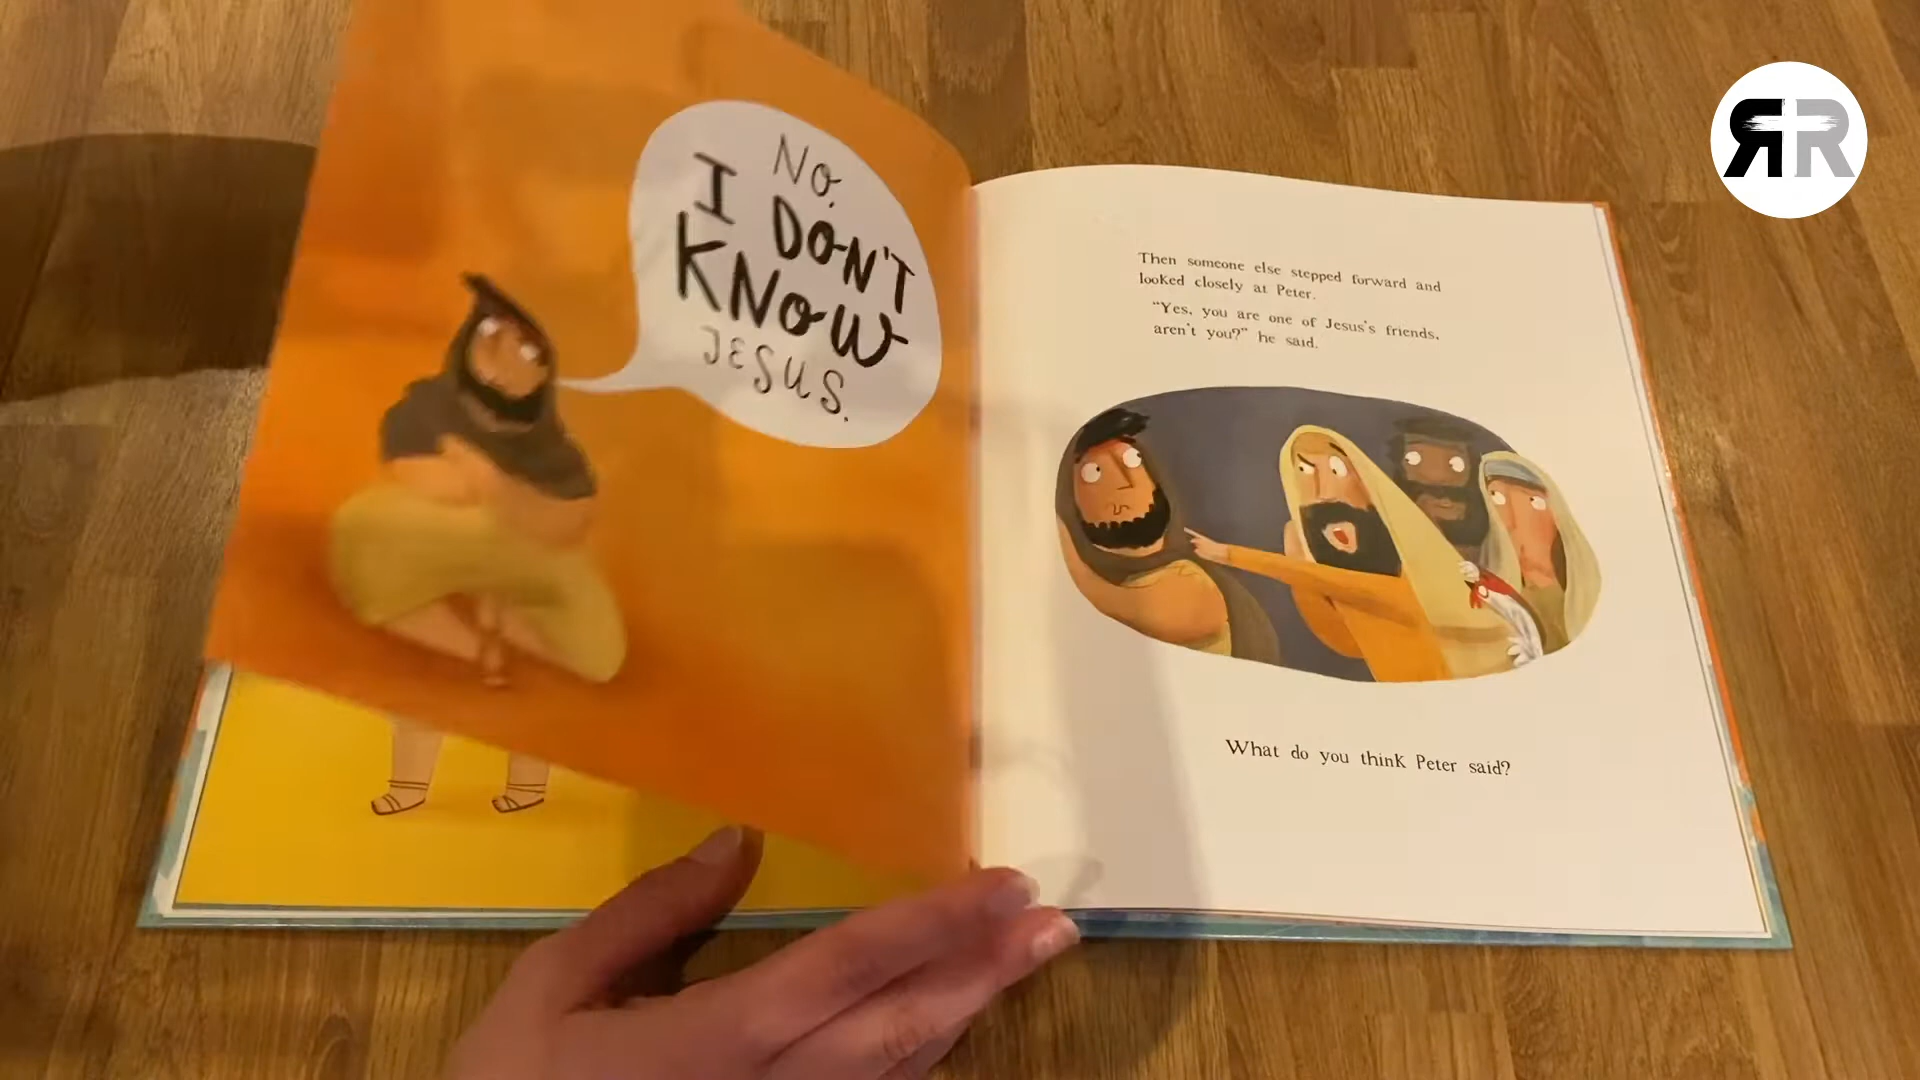 No,
I DON'T
KNOW
JESUS.
Then someone else stepped forward and
looked closely at Peter.
"Yes, you are one of Jesus's friends,
aren't you?" he said.
What do you think Peter said?
RR